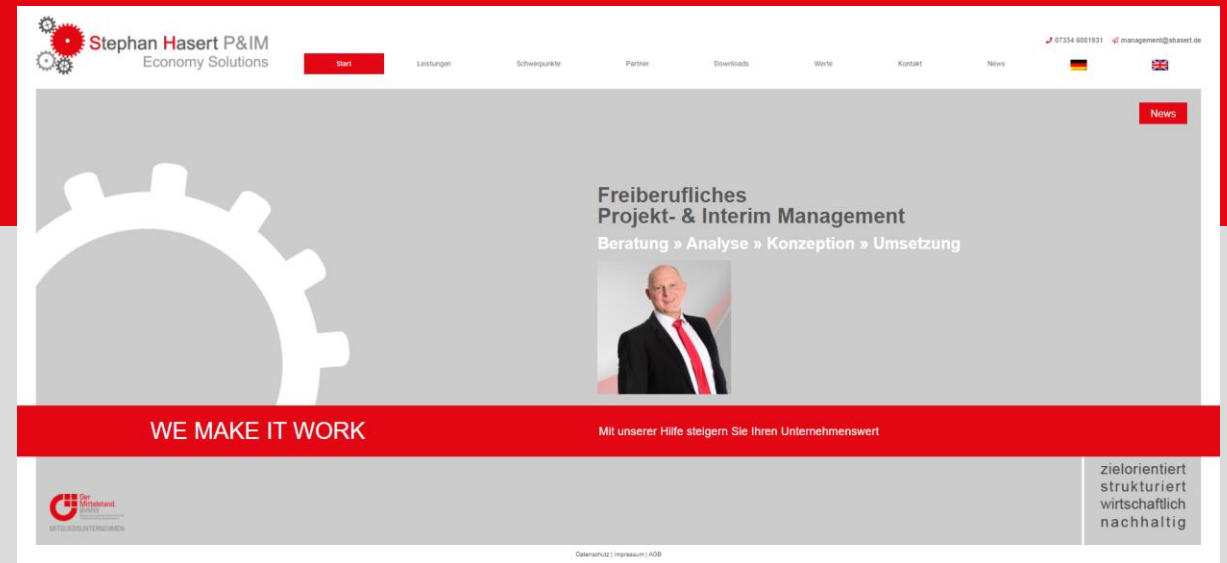 Stephan Hasert P&IM
Economy Solutions
07334 6081931 management@shasert.de
Start Leistungen Schwerpunkte Partner Downloads Werte Kontakt News
News
Freiberufliches
Projekt- & Interim Management
Beratung » Analyse » Konzeption » Umsetzung
WE MAKE IT WORK
Mit unserer Hilfe steigern Sie Ihren Unternehmenswert
zielorientiert
strukturiert
wirtschaftlich
nachhaltig
Der
Mittelstand.
BVMW
MITGLIEDSUNTERNEHMEN
Datenschutz | Impressum | AGB